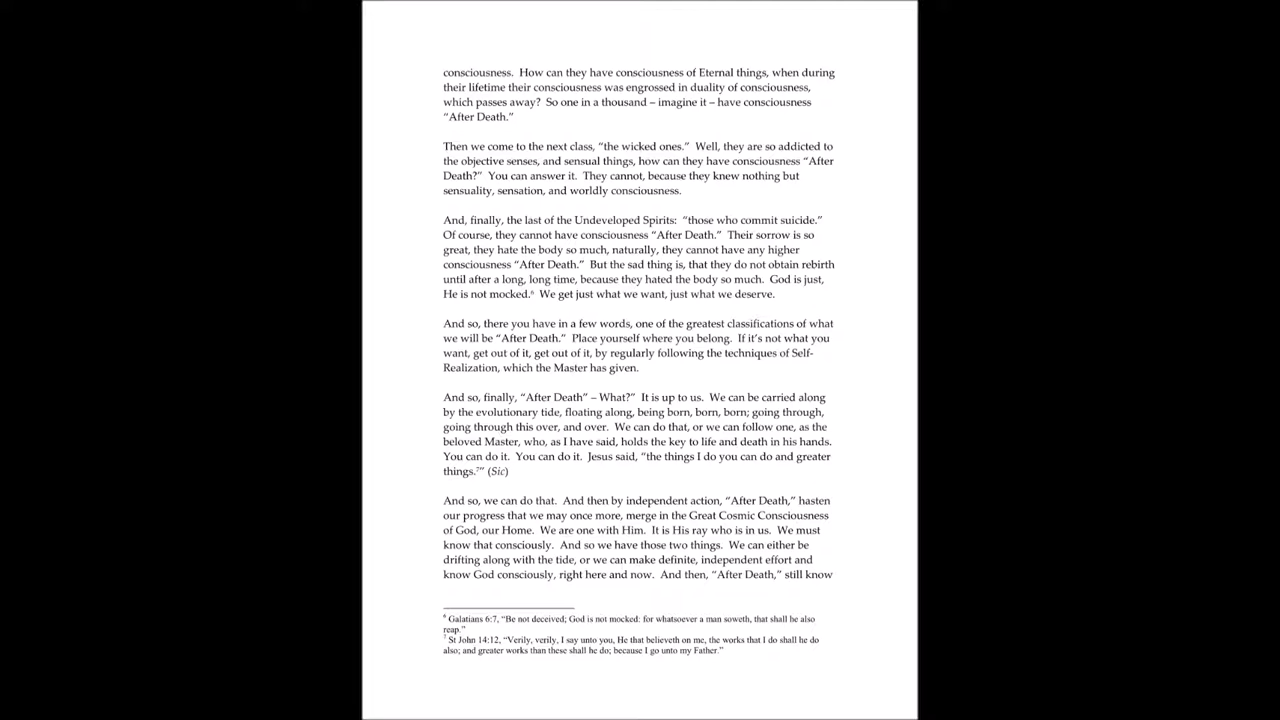 consciousness.  How can they have consciousness of Eternal things, when during
their lifetime their consciousness was engrossed in duality of consciousness,
which passes away?  So one in a thousand – imagine it – have consciousness
“After Death.”
Then we come to the next class, “the wicked ones.”  Well, they are so addicted to
the objective senses, and sensual things, how can they have consciousness “After
Death?”  You can answer it.  They cannot, because they knew nothing but
sensuality, sensation, and worldly consciousness.
And, finally, the last of the Undeveloped Spirits:  “those who commit suicide.”
Of course, they cannot have consciousness “After Death.”  Their sorrow is so
great, they hate the body so much, naturally, they cannot have any higher
consciousness “After Death.”  But the sad thing is, that they do not obtain rebirth
until after a long, long time, because they hated the body so much.  God is just,
He is not mocked.⁶  We get just what we want, just what we deserve.
And so, there you have in a few words, one of the greatest classifications of what
we will be “After Death.”  Place yourself where you belong.  If it’s not what you
want, get out of it, get out of it, by regularly following the techniques of Self-
Realization, which the Master has given.
And so, finally, “After Death” – What?”  It is up to us.  We can be carried along
by the evolutionary tide, floating along, being born, born, born; going through,
going through this over, and over.  We can do that, or we can follow one, as the
beloved Master, who, as I have said, holds the key to life and death in his hands.
You can do it.  You can do it.  Jesus said, “the things I do you can do and greater
things.⁷” (Sic)
And so, we can do that.  And then by independent action, “After Death,” hasten
our progress that we may once more, merge in the Great Cosmic Consciousness
of God, our Home.  We are one with Him.  It is His ray who is in us.  We must
know that consciously.  And so we have those two things.  We can either be
drifting along with the tide, or we can make definite, independent effort and
know God consciously, right here and now.  And then, “After Death,” still know
⁶ Galatians 6:7, “Be not deceived; God is not mocked: for whatsoever a man soweth, that shall he also
reap.”
⁷ St John 14:12, “Verily, verily, I say unto you, He that believeth on me, the works that I do shall he do
also; and greater works than these shall he do; because I go unto my Father.”